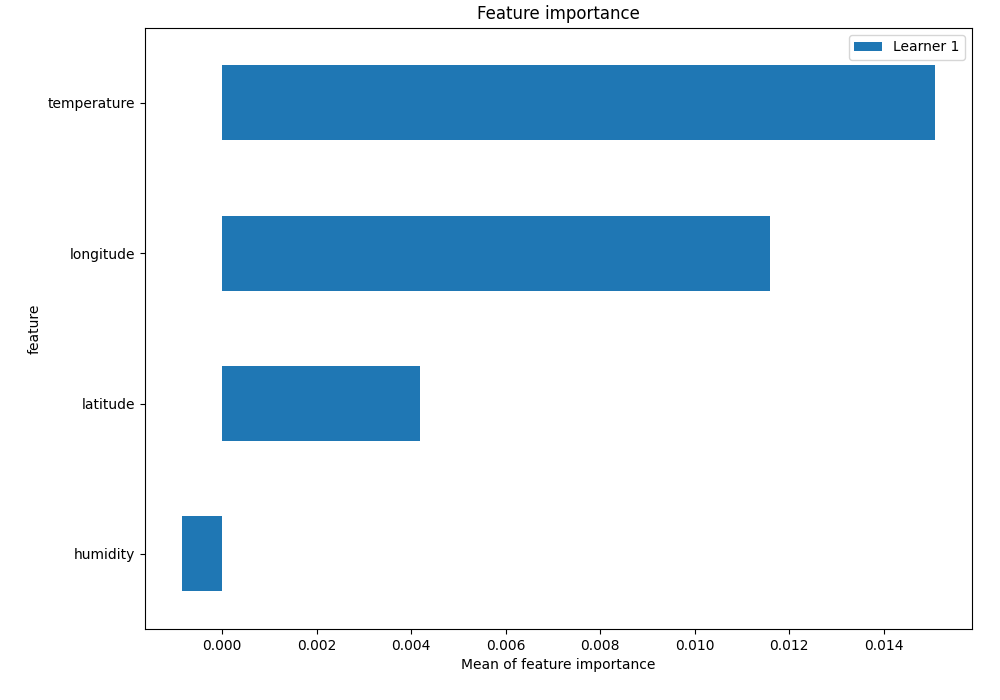 Feature importance
Learner 1
temperature
longitude
latitude
humidity
feature
0.000 0.002 0.004 0.006 0.008 0.010 0.012 0.014
Mean of feature importance